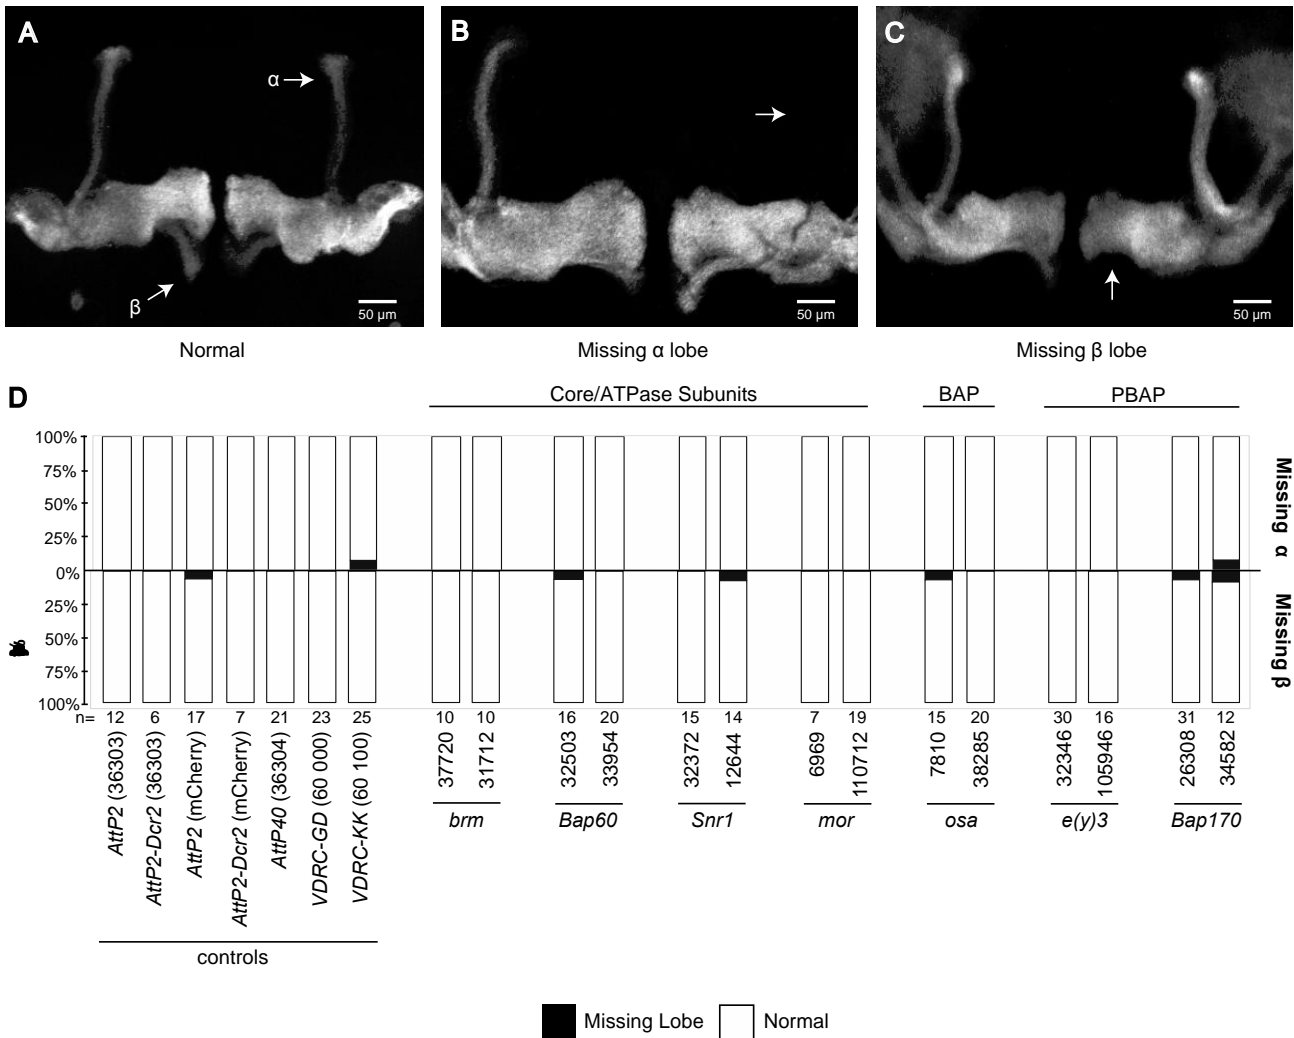 A
α
β
50 µm
Normal
B
50 µm
Missing α lobe
C
50 µm
Missing β lobe
D
Core/ATPase Subunits
BAP
PBAP
100%
75%
50%
25%
0%
25%
50%
75%
100%
Missing α
Missing β
n= 12 6 17 7 21 23 25 10 10 16 20 15 14 7 19 15 20 30 16 31 12
AttP2 (36303)
AttP2-Dcr2 (36303)
AttP2 (mCherry)
AttP2-Dcr2 (mCherry)
AttP40 (36304)
VDRC-GD (60 000)
VDRC-KK (60 100)
37720
31712
32503
33954
32372
12644
6969
110712
7810
38285
32346
105946
26308
34582
brm
Bap60
Snr1
mor
osa
e(y)3
Bap170
controls
Missing Lobe
Normal